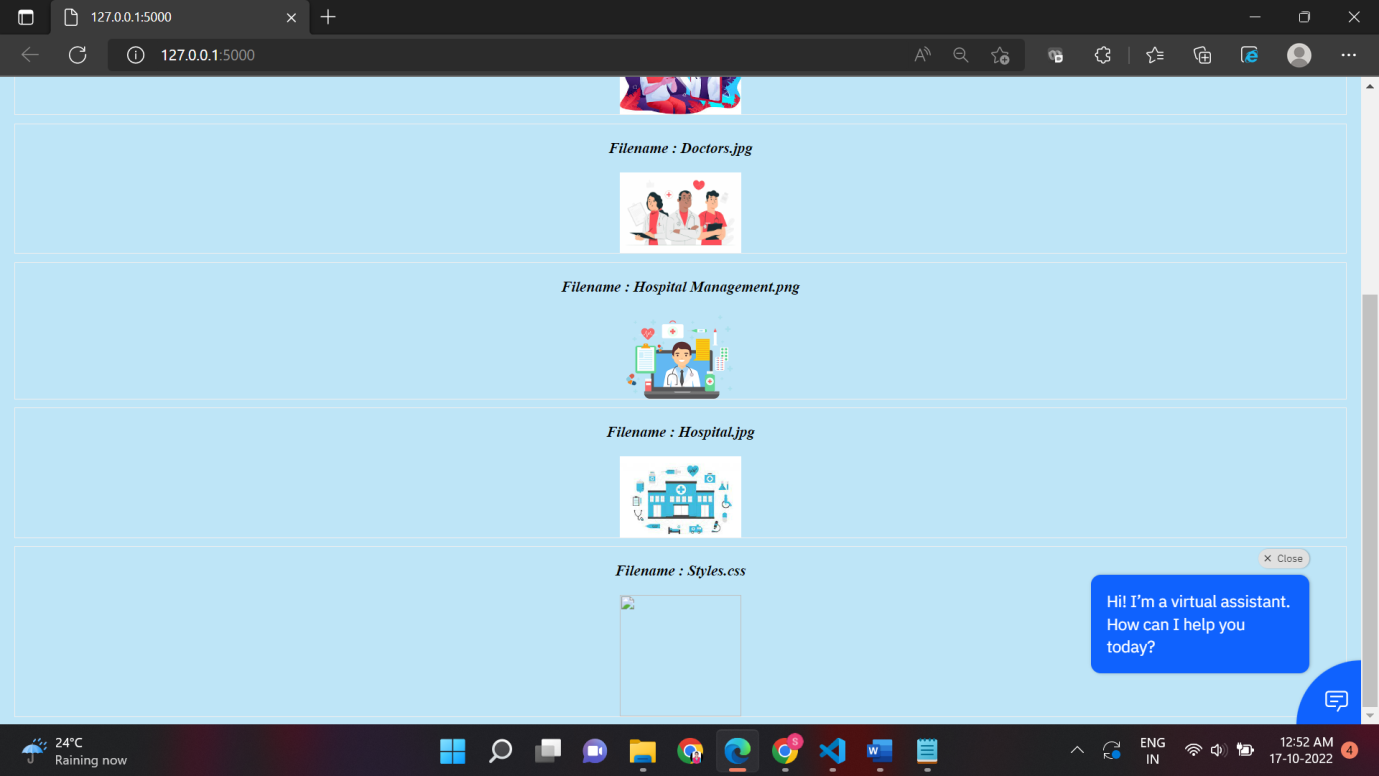 127.0.0.1:5000
127.0.0.1:5000
Filename : Doctors.jpg
Filename : Hospital Management.png
Filename : Hospital.jpg
Filename : Styles.css
Close
Hi! I'm a virtual assistant.
How can I help you
today?
24°C
Raining now
S
W
ENG
IN
12:52 AM
17-10-2022
4